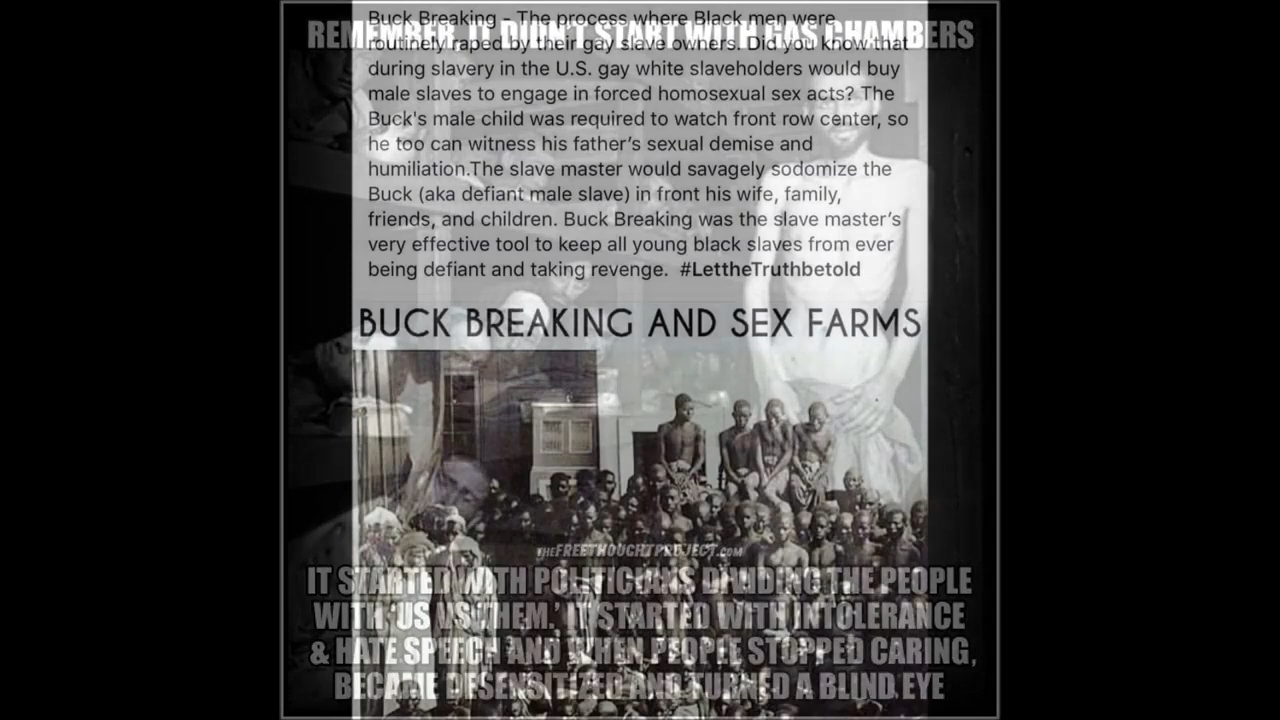 REMEMBER, IT DIDN'T START WITH GAS CHAMBERS
Buck Breaking - The process where Black men were
routinely raped by their gay slave owners. Did you know that
during slavery in the U.S. gay white slaveholders would buy
male slaves to engage in forced homosexual sex acts? The
Buck's male child was required to watch front row center, so
he too can witness his father’s sexual demise and
humiliation.The slave master would savagely sodomize the
Buck (aka defiant male slave) in front his wife, family,
friends, and children. Buck Breaking was the slave master’s
very effective tool to keep all young black slaves from ever
being defiant and taking revenge. #LettheTruthbetold
BUCK BREAKING AND SEX FARMS
THEFREETHOUGHTPROJECT.COM
IT STARTED WITH POLITICIANS DIVIDING THE PEOPLE
WITH 'US VS THEM.' IT STARTED WITH INTOLERANCE
& HATE SPEECH AND WHEN PEOPLE STOPPED CARING,
BECAME DESENSITIZED AND TURNED A BLIND EYE